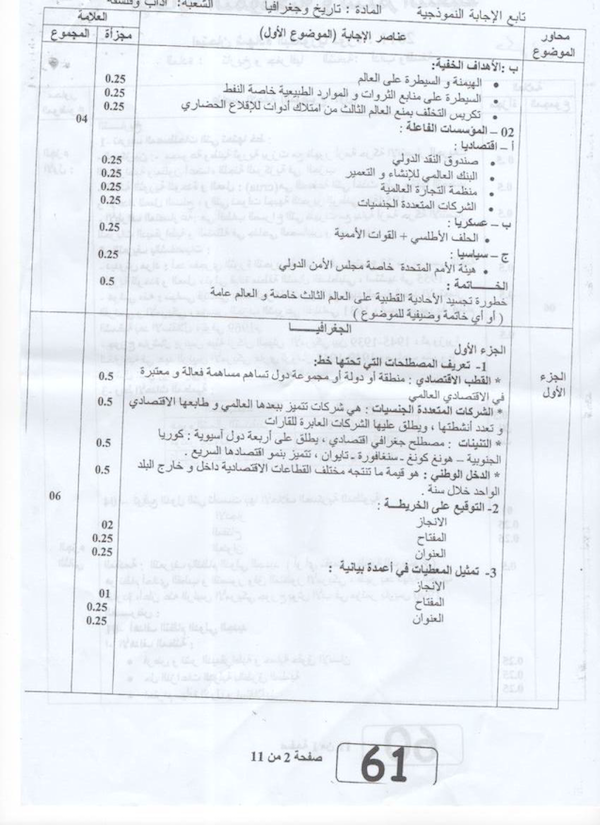 تابع الإجابة النموذجية المادة : تاريخ وجغرافيا الشعبة: آداب وفلسفة
محاور الموضوع
عناصر الإجابة (الموضوع الأول)
العلامة
مجزأة المجموع
ب :الأهداف الخفية:
• الهيمنة و السيطرة على العالم 0.25
• السيطرة على منابع الثروات و الموارد الطبيعية خاصة النفط 0.25
• تكريس التخلف بمنع العالم الثالث من امتلاك أدوات للإقلاع الحضاري 0.25
04
02 – المؤسسات الفاعلة :
أ – اقتصاديا :
• صندوق النقد الدولي 0.25
• البنك العالمي للإنشاء و التعمير 0.25
• منظمة التجارة العالمية 0.25
• الشركات المتعددة الجنسيات 0.25
ب – عسكريا :
• الحلف الأطلسي + القوات الأممية 0.25
ج – سياسيا :
• هيئة الأمم المتحدة خاصة مجلس الأمن الدولي 0.25
الخـاتمة : 0.5
خطورة تجسيد الأحادية القطبية على العالم الثالث خاصة و العالم عامة
( أو أي خاتمة وضيفية للموضوع )
الجغرافيـا
الجزء الأول
الجزء الأول
1- تعريف المصطلحات التي تحتها خط:
* القطب الاقتصادي : منطقة أو دولة أو مجموعة دول تساهم مساهمة فعالة و معتبرة 0.5
في الاقتصادي العالمي
* الشركات المتعددة الجنسيات : هي شركات تتميز ببعدها العالمي و طابعها الاقتصادي 0.5
و تعدد أنشطتها ، ويطلق عليها الشركات العابرة للقارات
* التنينات : مصطلح جغرافي اقتصادي ، يطلق على أربعة دول آسيوية : كوريا 0.5
الجنوبية – هونغ كونغ - سنغافورة - تايوان ، تتميز بنمو اقتصادها السريع .
* الدخل الوطني : هو قيمة ما تنتجه مختلف القطاعات الاقتصادية داخل و خارج البلد 0.5
الواحد خلال سنة .
06
2- التوقيع على الخريطة :
الانجاز 02
المفتاح 0.25
العنوان 0.25
3- تمثيل المعطيات في أعمدة بيانية :
الأنجاز 01
المفتاح 0.25
العنوان 0.25
صفحة 2 من 11
61